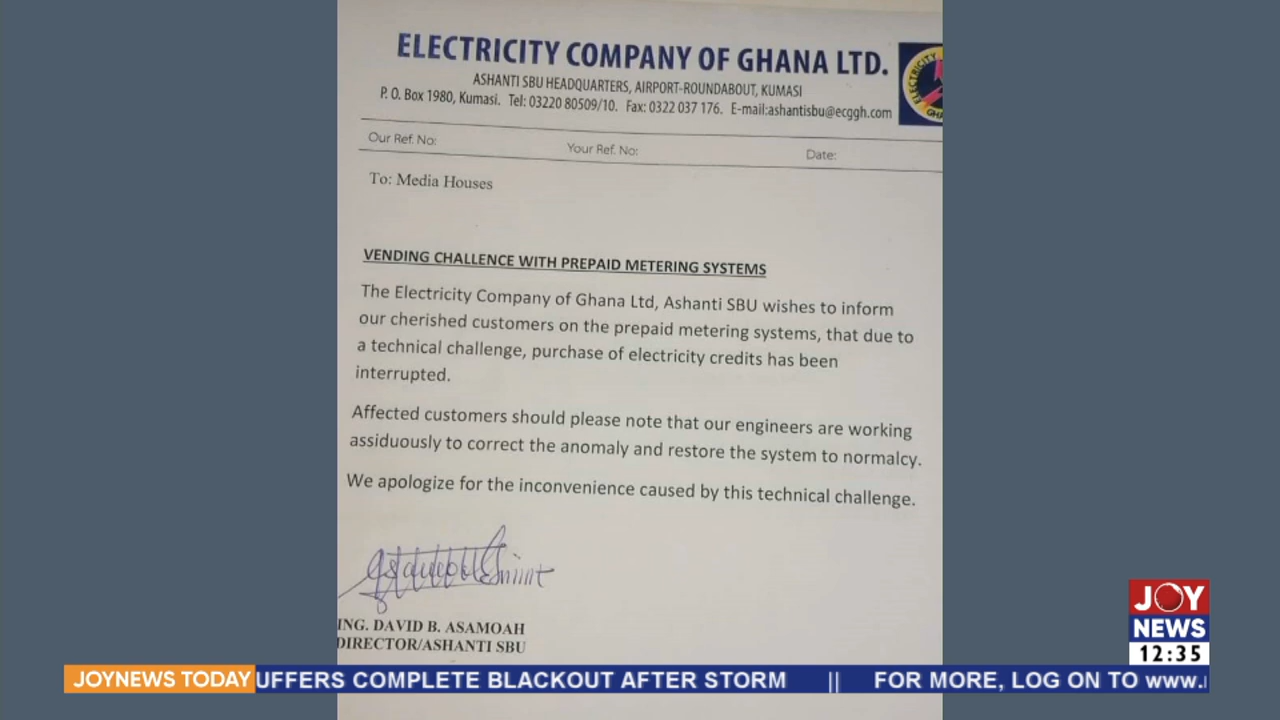 ELECTRICITY COMPANY OF GHANA LTD.
ASHANTI SBU HEADQUARTERS, AIRPORT-ROUNDABOUT, KUMASI
P. O. Box 1980, Kumasi. Tel: 03220 80509/10. Fax: 0322 037 176. E-mail:ashantisbu@ecggh.com
Our Ref. No: Your Ref. No: Date:
To: Media Houses
VENDING CHALLENCE WITH PREPAID METERING SYSTEMS
The Electricity Company of Ghana Ltd, Ashanti SBU wishes to inform
our cherished customers on the prepaid metering systems, that due to
a technical challenge, purchase of electricity credits has been
interrupted.
Affected customers should please note that our engineers are working
assiduously to correct the anomaly and restore the system to normalcy.
We apologize for the inconvenience caused by this technical challenge.
ING. DAVID B. ASAMOAH
DIRECTOR/ASHANTI SBU
JOY
NEWS
12:35
JOYNEWS TODAY UFFERS COMPLETE BLACKOUT AFTER STORM || FOR MORE, LOG ON TO www.